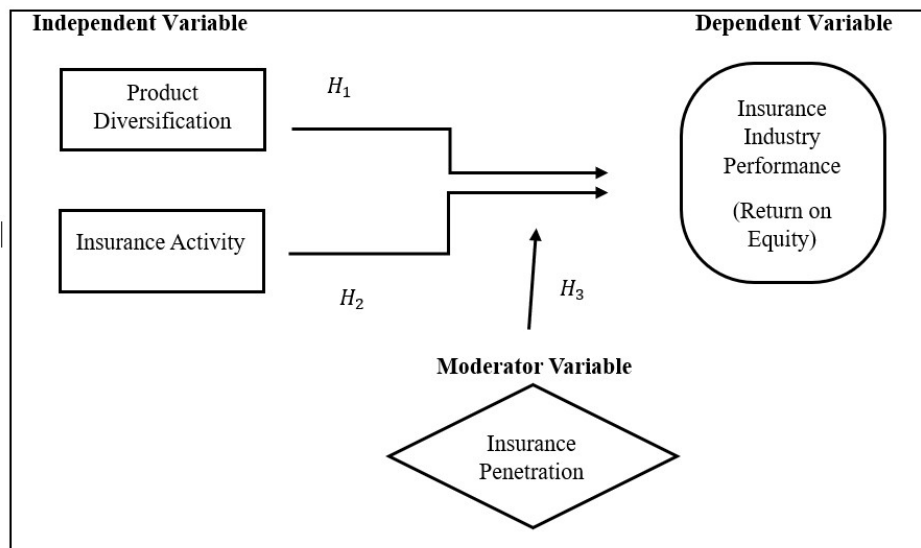 Independent Variable
Dependent Variable
Product
Diversification
H₁
Insurance
Industry
Performance
(Return on
Equity)
Insurance Activity
H₂
H₃
Moderator Variable
Insurance
Penetration